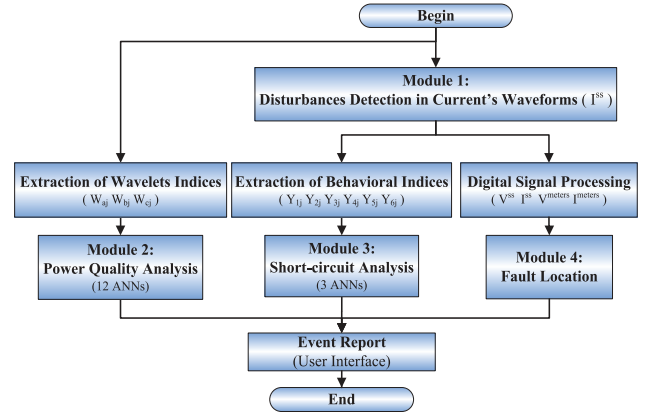 Begin
Module 1:
Disturbances Detection in Current's Waveforms ( Iˢˢ )
Extraction of Wavelets Indices
( Waj Wbj Wcj )
Extraction of Behavioral Indices
( Y1j Y2j Y3j Y4j Y5j Y6j )
Digital Signal Processing
( Vˢˢ Iˢˢ Vᵐᵉᵗᵉʳˢ Iᵐᵉᵗᵉʳˢ )
Module 2:
Power Quality Analysis
(12 ANNs)
Module 3:
Short-circuit Analysis
(3 ANNs)
Module 4:
Fault Location
Event Report
(User Interface)
End